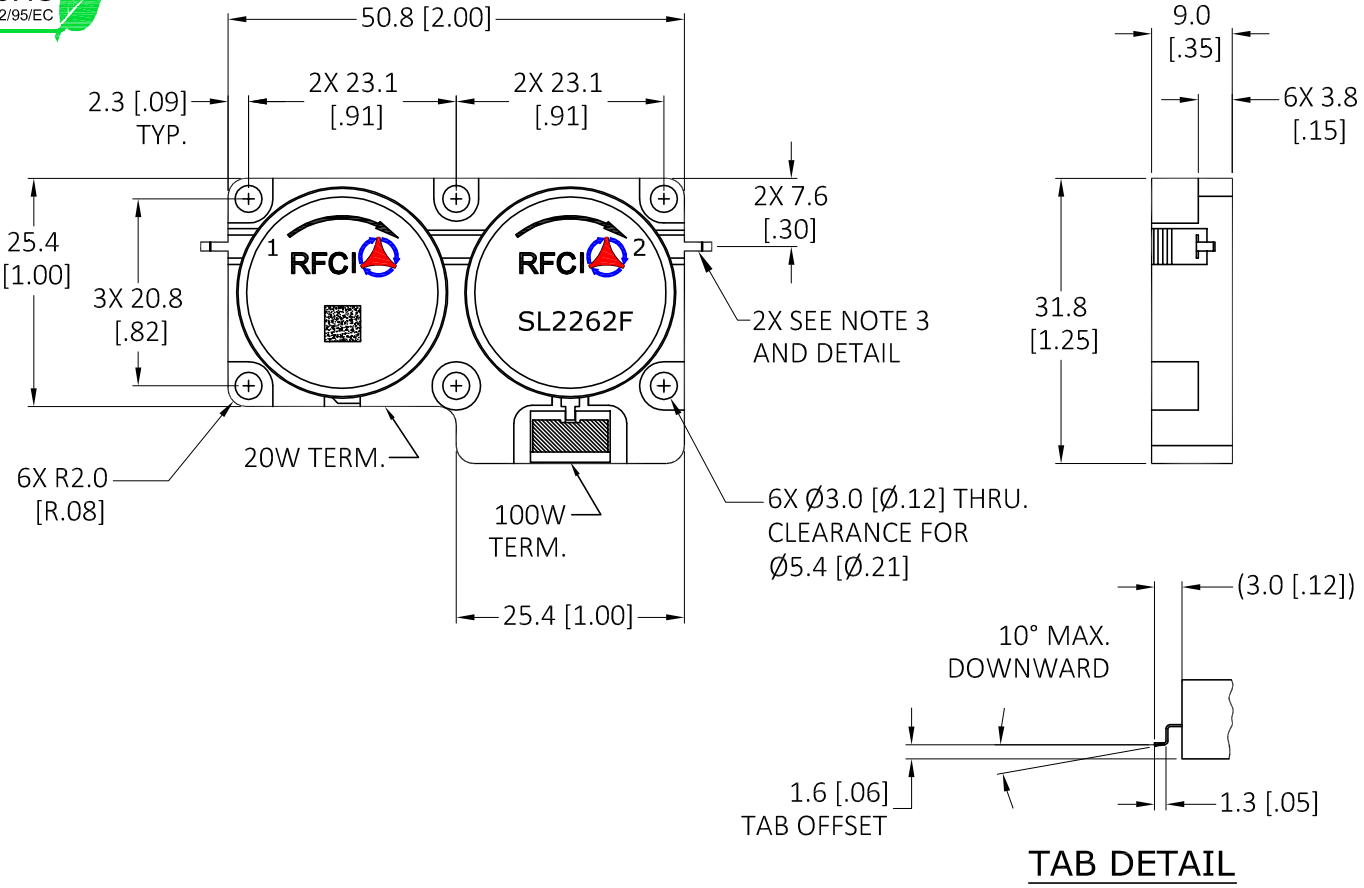 2/95/EC
50.8 [2.00]
9.0
[.35]
2X 23.1
[.91]
2X 23.1
[.91]
2.3 [.09]
TYP.
6X 3.8
[.15]
2X 7.6
[.30]
25.4
[1.00]
3X 20.8
[.82]
1
RFCI
RFCI
2
SL2262F
31.8
[1.25]
2X SEE NOTE 3
AND DETAIL
20W TERM.
6X R2.0
[R.08]
100W
TERM.
6X Ø3.0 [Ø.12] THRU.
CLEARANCE FOR
Ø5.4 [Ø.21]
25.4 [1.00]
(3.0 [.12])
10° MAX.
DOWNWARD
1.6 [.06]
TAB OFFSET
1.3 [.05]
TAB DETAIL